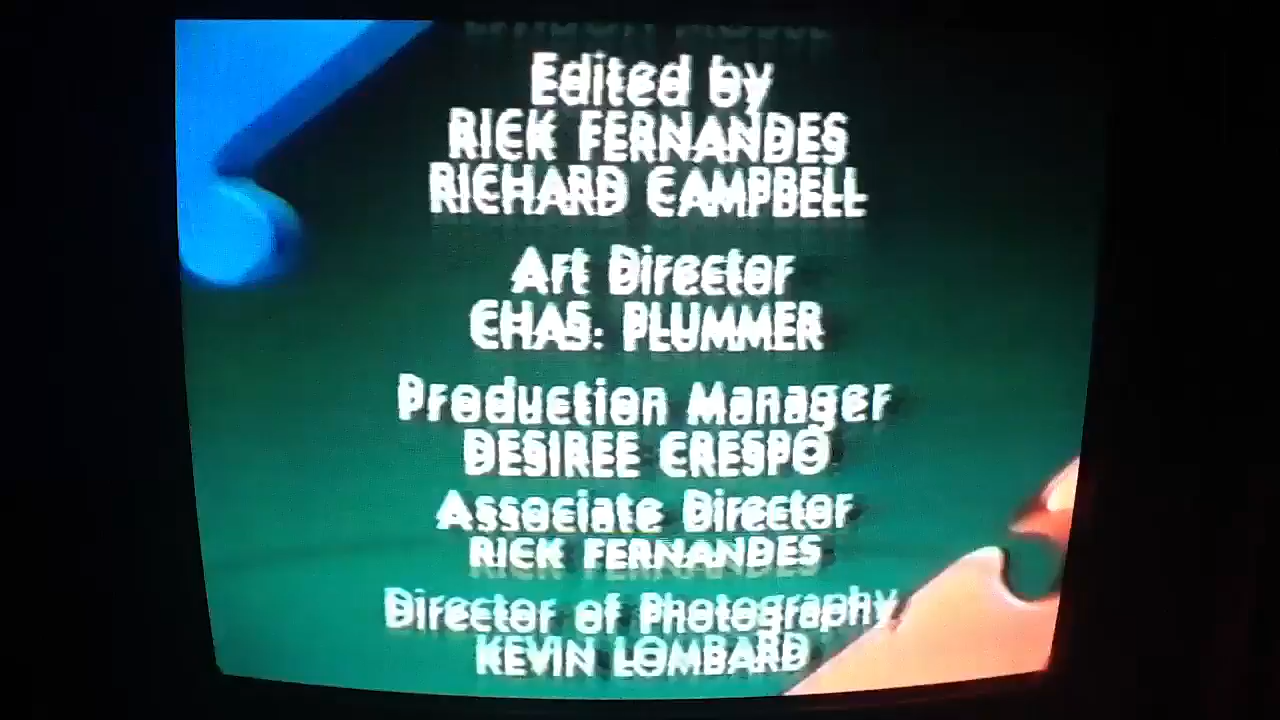 Edited by
RICK FERNANDES
RICHARD CAMPBELL
Art Director
CHAS. PLUMMER
Production Manager
DESIREE CRESPO
Associate Director
RICK FERNANDES
Director of Photography
KEVIN LOMBARD